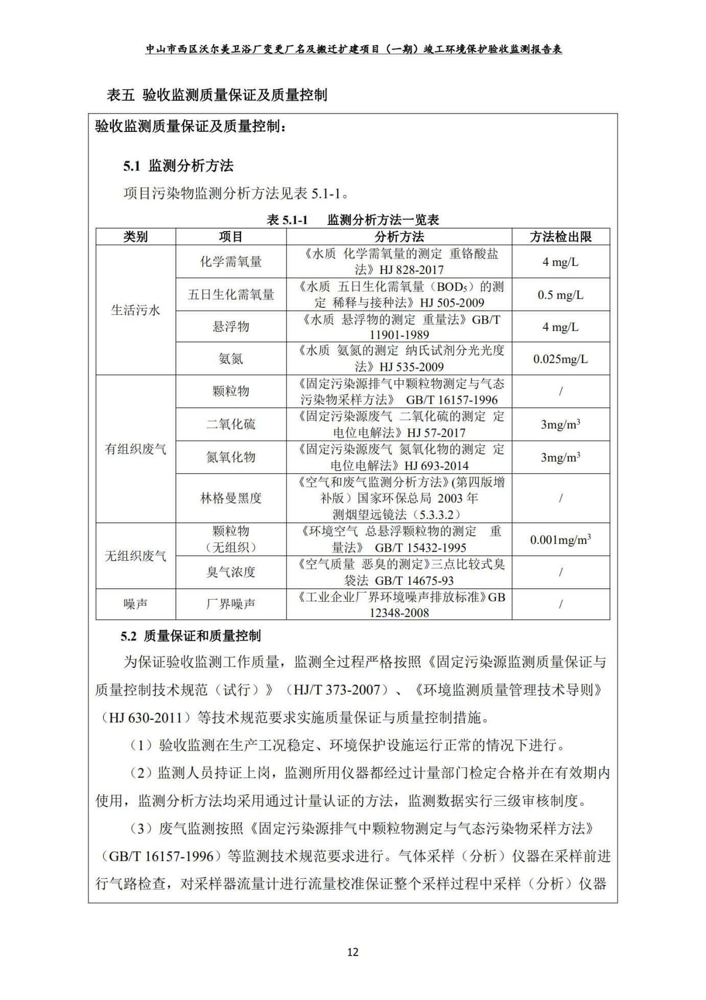 中山市西区沃尔美卫浴厂变更厂名及搬迁扩建项目（一期）竣工环境保护验收监测报告表
表五 验收监测质量保证及质量控制
验收监测质量保证及质量控制：
5.1 监测分析方法
项目污染物监测分析方法见表 5.1-1。
表 5.1-1 监测分析方法一览表
类别 项目 分析方法 方法检出限
生活污水
化学需氧量
《水质 化学需氧量的测定 重铬酸盐
法》HJ 828-2017
4 mg/L
五日生化需氧量
《水质 五日生化需氧量（BOD₅）的测
定 稀释与接种法》HJ 505-2009
0.5 mg/L
悬浮物
《水质 悬浮物的测定 重量法》GB/T
11901-1989
4 mg/L
氨氮
《水质 氨氮的测定 纳氏试剂分光光度
法》HJ 535-2009
0.025mg/L
有组织废气
颗粒物
《固定污染源排气中颗粒物测定与气态
污染物采样方法》 GB/T 16157-1996
/
二氧化硫
《固定污染源废气 二氧化硫的测定 定
电位电解法》HJ 57-2017
3mg/m³
氮氧化物
《固定污染源废气 氮氧化物的测定 定
电位电解法》HJ 693-2014
3mg/m³
林格曼黑度
《空气和废气监测分析方法》(第四版增
补版）国家环保总局 2003 年
测烟望远镜法（5.3.3.2）
/
无组织废气
颗粒物
（无组织）
《环境空气 总悬浮颗粒物的测定 重
量法》 GB/T 15432-1995
0.001mg/m³
臭气浓度
《空气质量 恶臭的测定》三点比较式臭
袋法 GB/T 14675-93
/
噪声
厂界噪声
《工业企业厂界环境噪声排放标准》GB
12348-2008
/
5.2 质量保证和质量控制
为保证验收监测工作质量，监测全过程严格按照《固定污染源监测质量保证与
质量控制技术规范（试行）》（HJ/T 373-2007）、《环境监测质量管理技术导则》
（HJ 630-2011）等技术规范要求实施质量保证与质量控制措施。
（1）验收监测在生产工况稳定、环境保护设施运行正常的情况下进行。
（2）监测人员持证上岗，监测所用仪器都经过计量部门检定合格并在有效期内
使用，监测分析方法均采用通过计量认证的方法，监测数据实行三级审核制度。
（3）废气监测按照《固定污染源排气中颗粒物测定与气态污染物采样方法》
（GB/T 16157-1996）等监测技术规范要求进行。气体采样（分析）仪器在采样前进
行气路检查，对采样器流量计进行流量校准保证整个采样过程中采样（分析）仪器
12